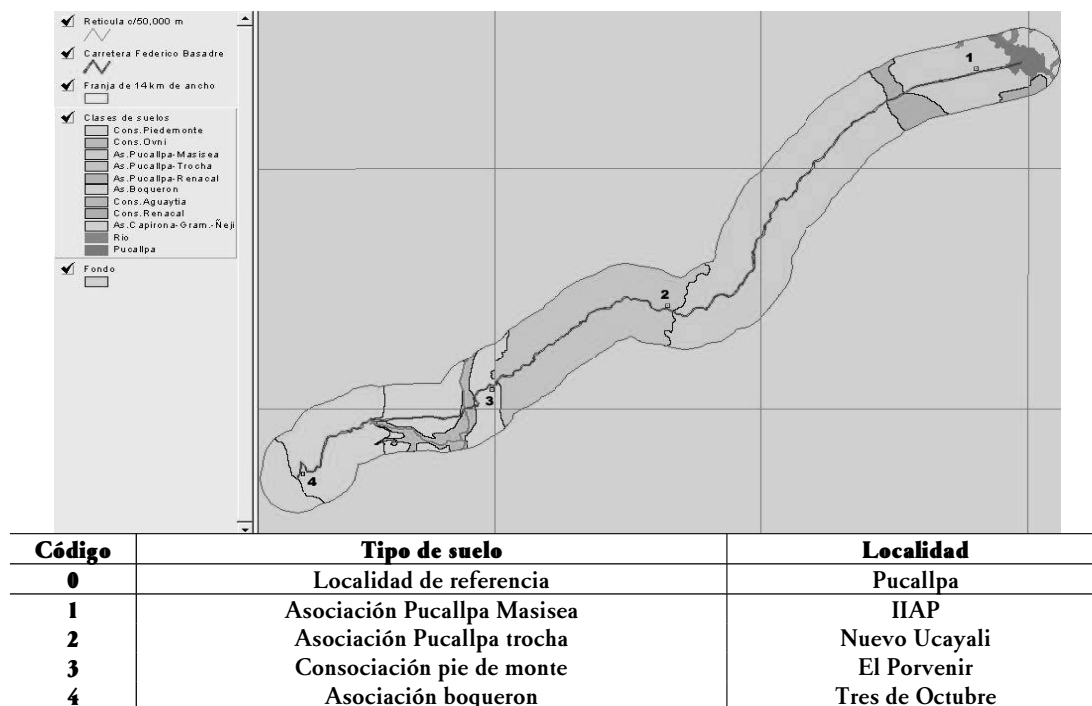 Reticula c/50,000 m
Carretera Federico Basadre
Franja de 14 km de ancho
Clases de suelos
Cons.Piedemonte
Cons.Ovni
As.Pucallpa-Masisea
As.Pucallpa-Trocha
As.Pucallpa-Renacal
As.Boqueron
Cons.Aguaytia
Cons.Renacal
As.Capirona-Gram.-Ñeji
Rio
Pucallpa
Fondo
1
2
3
4
Código Tipo de suelo Localidad
0 Localidad de referencia Pucallpa
1 Asociación Pucallpa Masisea IIAP
2 Asociación Pucallpa trocha Nuevo Ucayali
3 Consociación pie de monte El Porvenir
4 Asociación boqueron Tres de Octubre